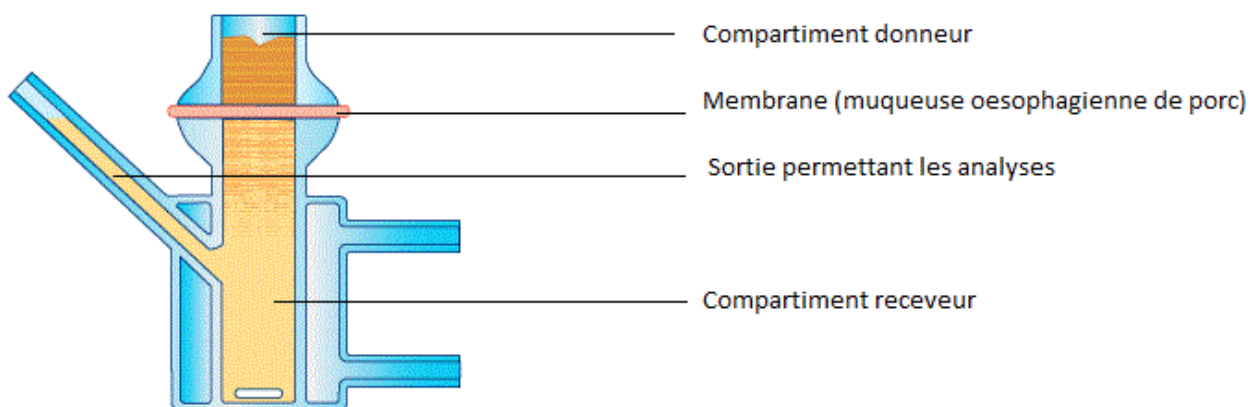 Compartiment donneur
Membrane (muqueuse oesophagienne de porc)
Sortie permettant les analyses
Compartiment receveur